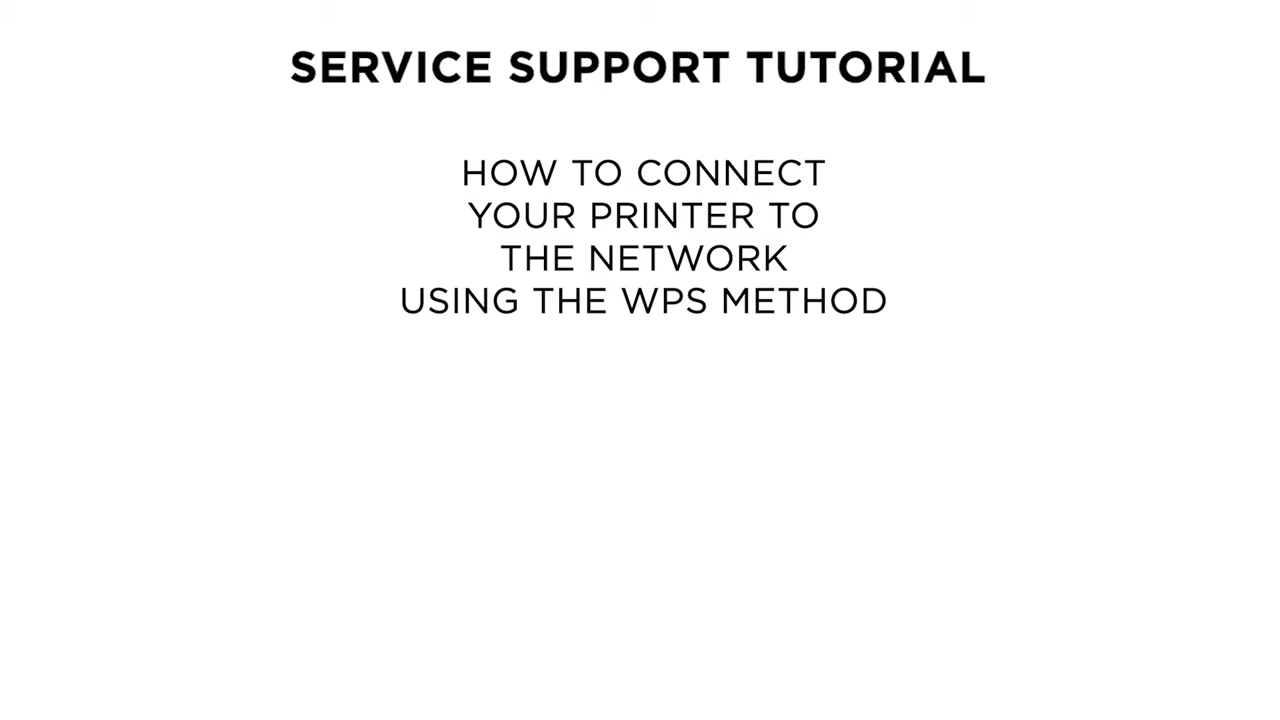 SERVICE SUPPORT TUTORIAL
HOW TO CONNECT
YOUR PRINTER TO
THE NETWORK
USING THE WPS METHOD